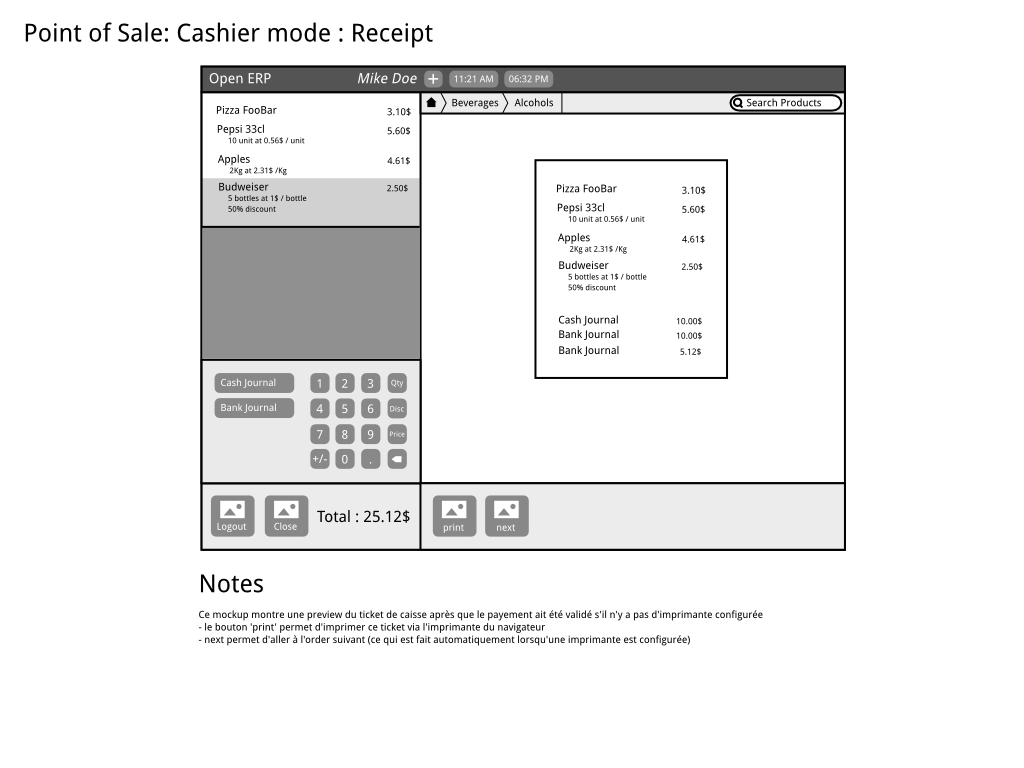 Point of Sale: Cashier mode : Receipt
Open ERP
Mike Doe + 11:21 AM 06:32 PM
Pizza FooBar 3.10$
Pepsi 33cl 5.60$
10 unit at 0.56$ / unit
Apples 4.61$
2Kg at 2.31$ /Kg
Budweiser 2.50$
5 bottles at 1$ / bottle
50% discount
Cash Journal
Bank Journal
1 2 3 Qty
4 5 6 Disc
7 8 9 Price
+/- 0 .
Logout
Close
Total : 25.12$
Beverages Alcohols
Search Products
Pizza FooBar 3.10$
Pepsi 33cl 5.60$
10 unit at 0.56$ / unit
Apples 4.61$
2Kg at 2.31$ /Kg
Budweiser 2.50$
5 bottles at 1$ / bottle
50% discount
Cash Journal 10.00$
Bank Journal 10.00$
Bank Journal 5.12$
print
next
Notes
Ce mockup montre une preview du ticket de caisse après que le payement ait été validé s'il n'y a pas d'imprimante configurée
- le bouton 'print' permet d'imprimer ce ticket via l'imprimante du navigateur
- next permet d'aller à l'order suivant (ce qui est fait automatiquement lorsqu'une imprimante est configurée)